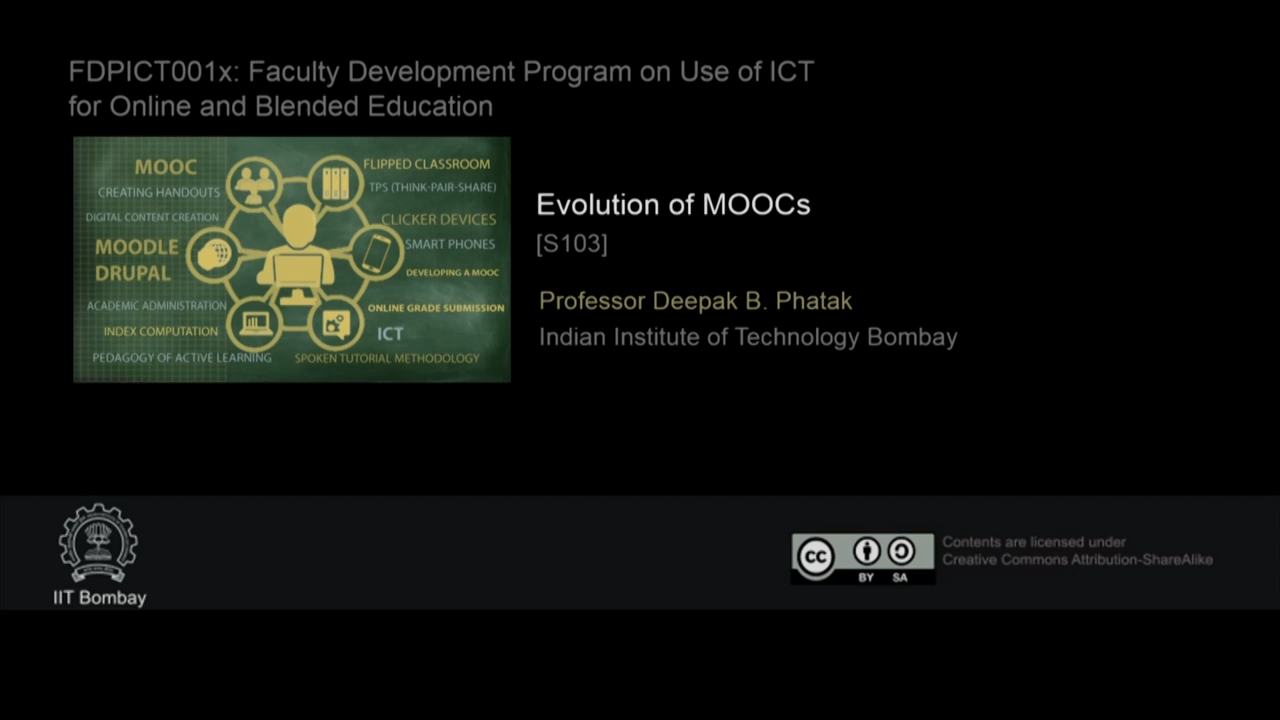 FDPICT001x: Faculty Development Program on Use of ICT
for Online and Blended Education
MOOC
CREATING HANDOUTS
DIGITAL CONTENT CREATION
MOODLE
DRUPAL
ACADEMIC ADMINISTRATION
INDEX COMPUTATION
PEDAGOGY OF ACTIVE LEARNING
FLIPPED CLASSROOM
TPS (THINK-PAIR-SHARE)
CLICKER DEVICES
SMART PHONES
DEVELOPING A MOOC
ONLINE GRADE SUBMISSION
ICT
SPOKEN TUTORIAL METHODOLOGY
Evolution of MOOCs
[S103]
Professor Deepak B. Phatak
Indian Institute of Technology Bombay
IIT Bombay
cc
BY SA
Contents are licensed under
Creative Commons Attribution-ShareAlike